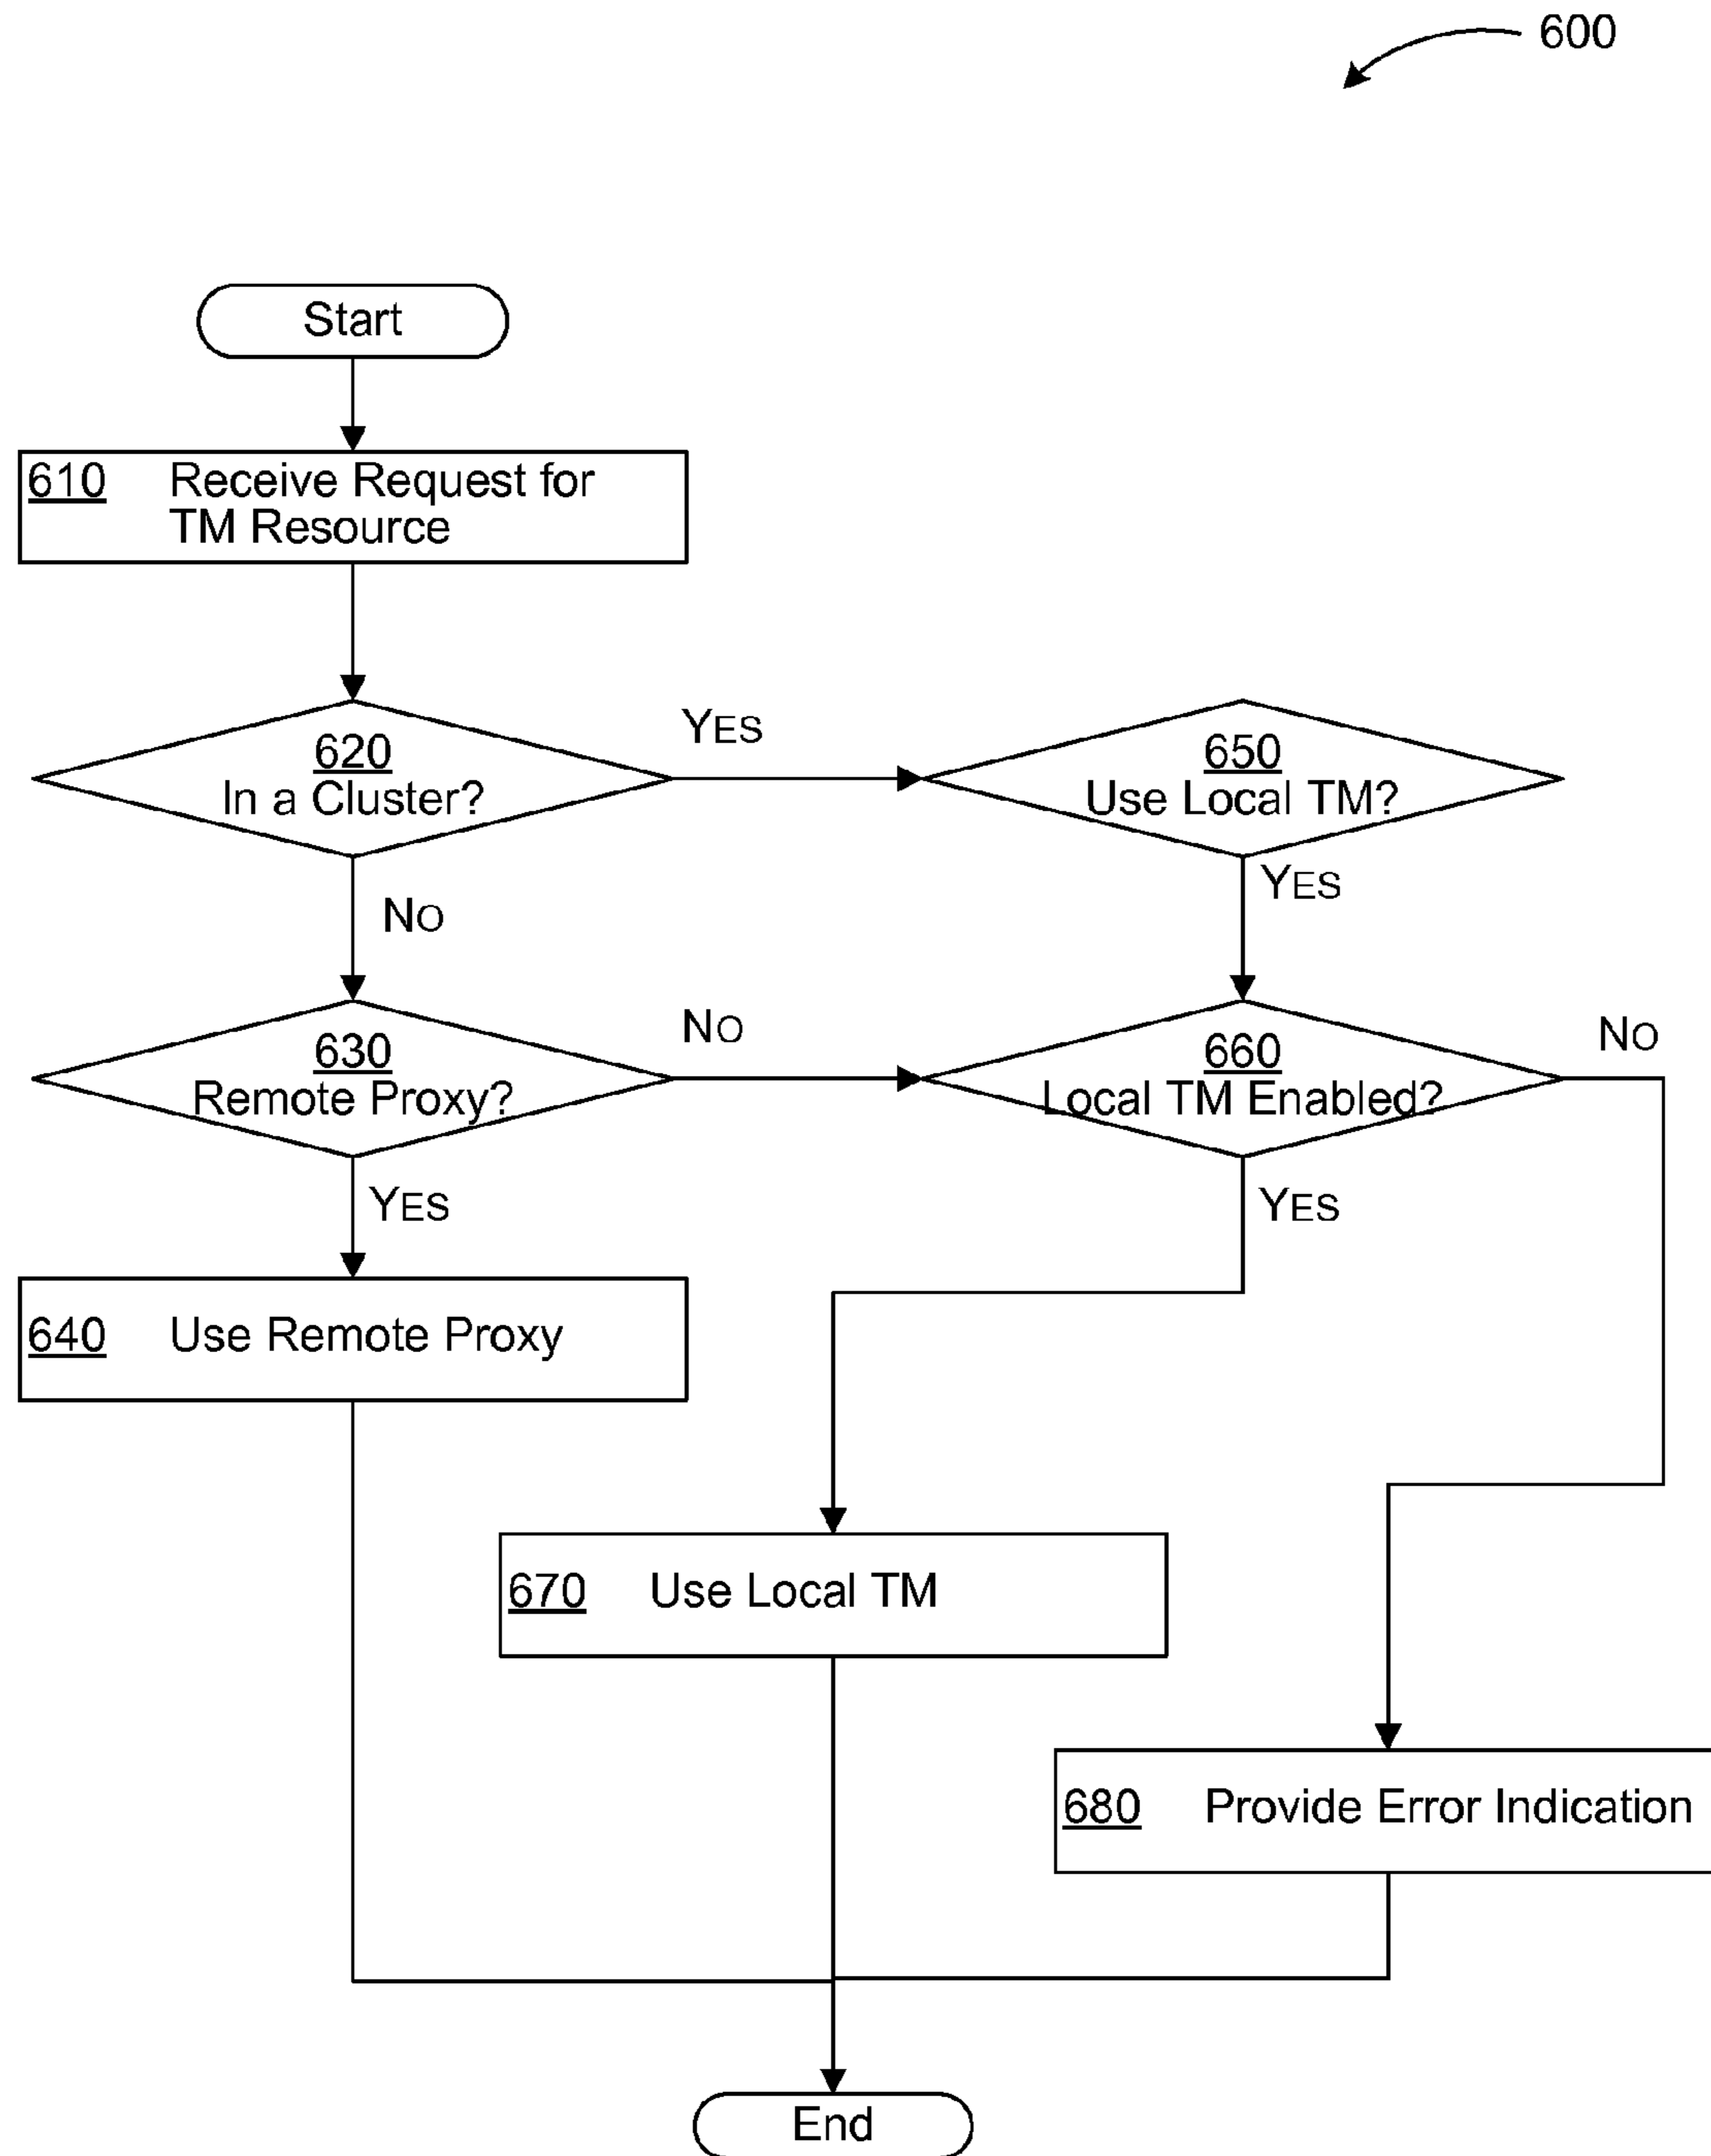 600
Start
610 Receive Request for
TM Resource
620
In a Cluster?
YES
650
Use Local TM?
YES
NO
630
Remote Proxy?
NO
660
Local TM Enabled?
NO
YES
YES
640 Use Remote Proxy
670 Use Local TM
680 Provide Error Indication
End